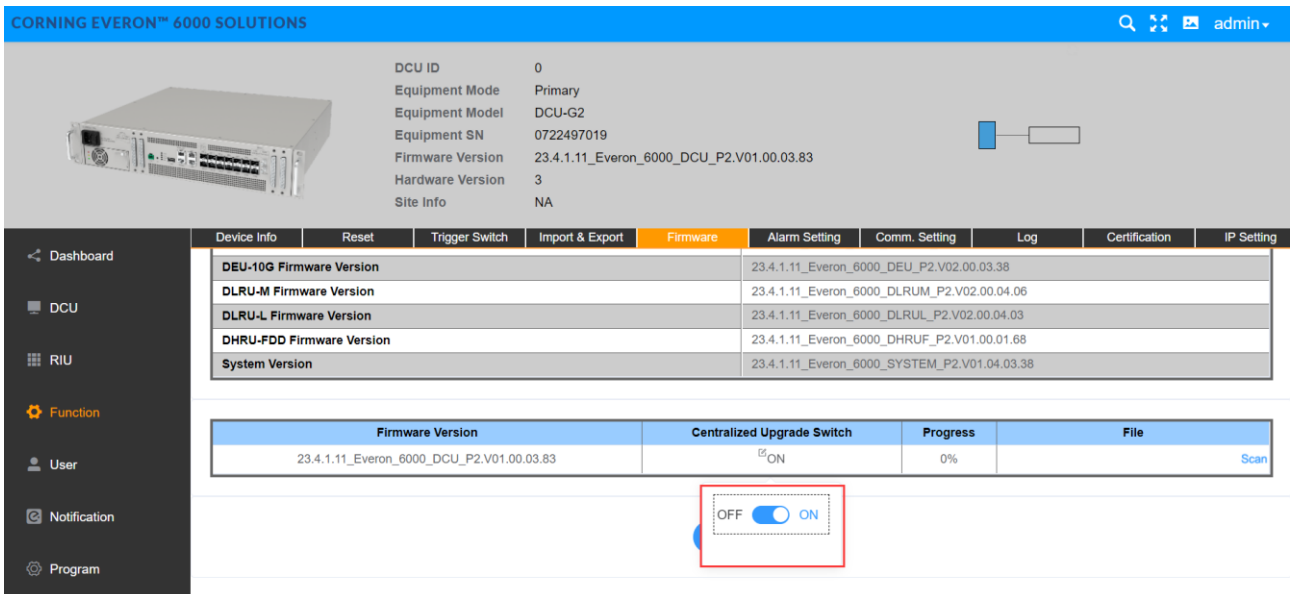 CORNING EVERON™ 6000 SOLUTIONS
admin
DCU ID 0
Equipment Mode Primary
Equipment Model DCU-G2
Equipment SN 0722497019
Firmware Version 23.4.1.11_Everon_6000_DCU_P2.V01.00.03.83
Hardware Version 3
Site Info NA
Device Info Reset Trigger Switch Import & Export Firmware Alarm Setting Comm. Setting Log Certification IP Setting
Dashboard
DCU
RIU
Function
User
Notification
Program
DEU-10G Firmware Version 23.4.1.11_Everon_6000_DEU_P2.V02.00.03.38
DLRU-M Firmware Version 23.4.1.11_Everon_6000_DLRUM_P2.V02.00.04.06
DLRU-L Firmware Version 23.4.1.11_Everon_6000_DLRUL_P2.V02.00.04.03
DHRU-FDD Firmware Version 23.4.1.11_Everon_6000_DHRUF_P2.V01.00.01.68
System Version 23.4.1.11_Everon_6000_SYSTEM_P2.V01.04.03.38
Firmware Version Centralized Upgrade Switch Progress File
23.4.1.11_Everon_6000_DCU_P2.V01.00.03.83 ON 0% Scan
OFF ON